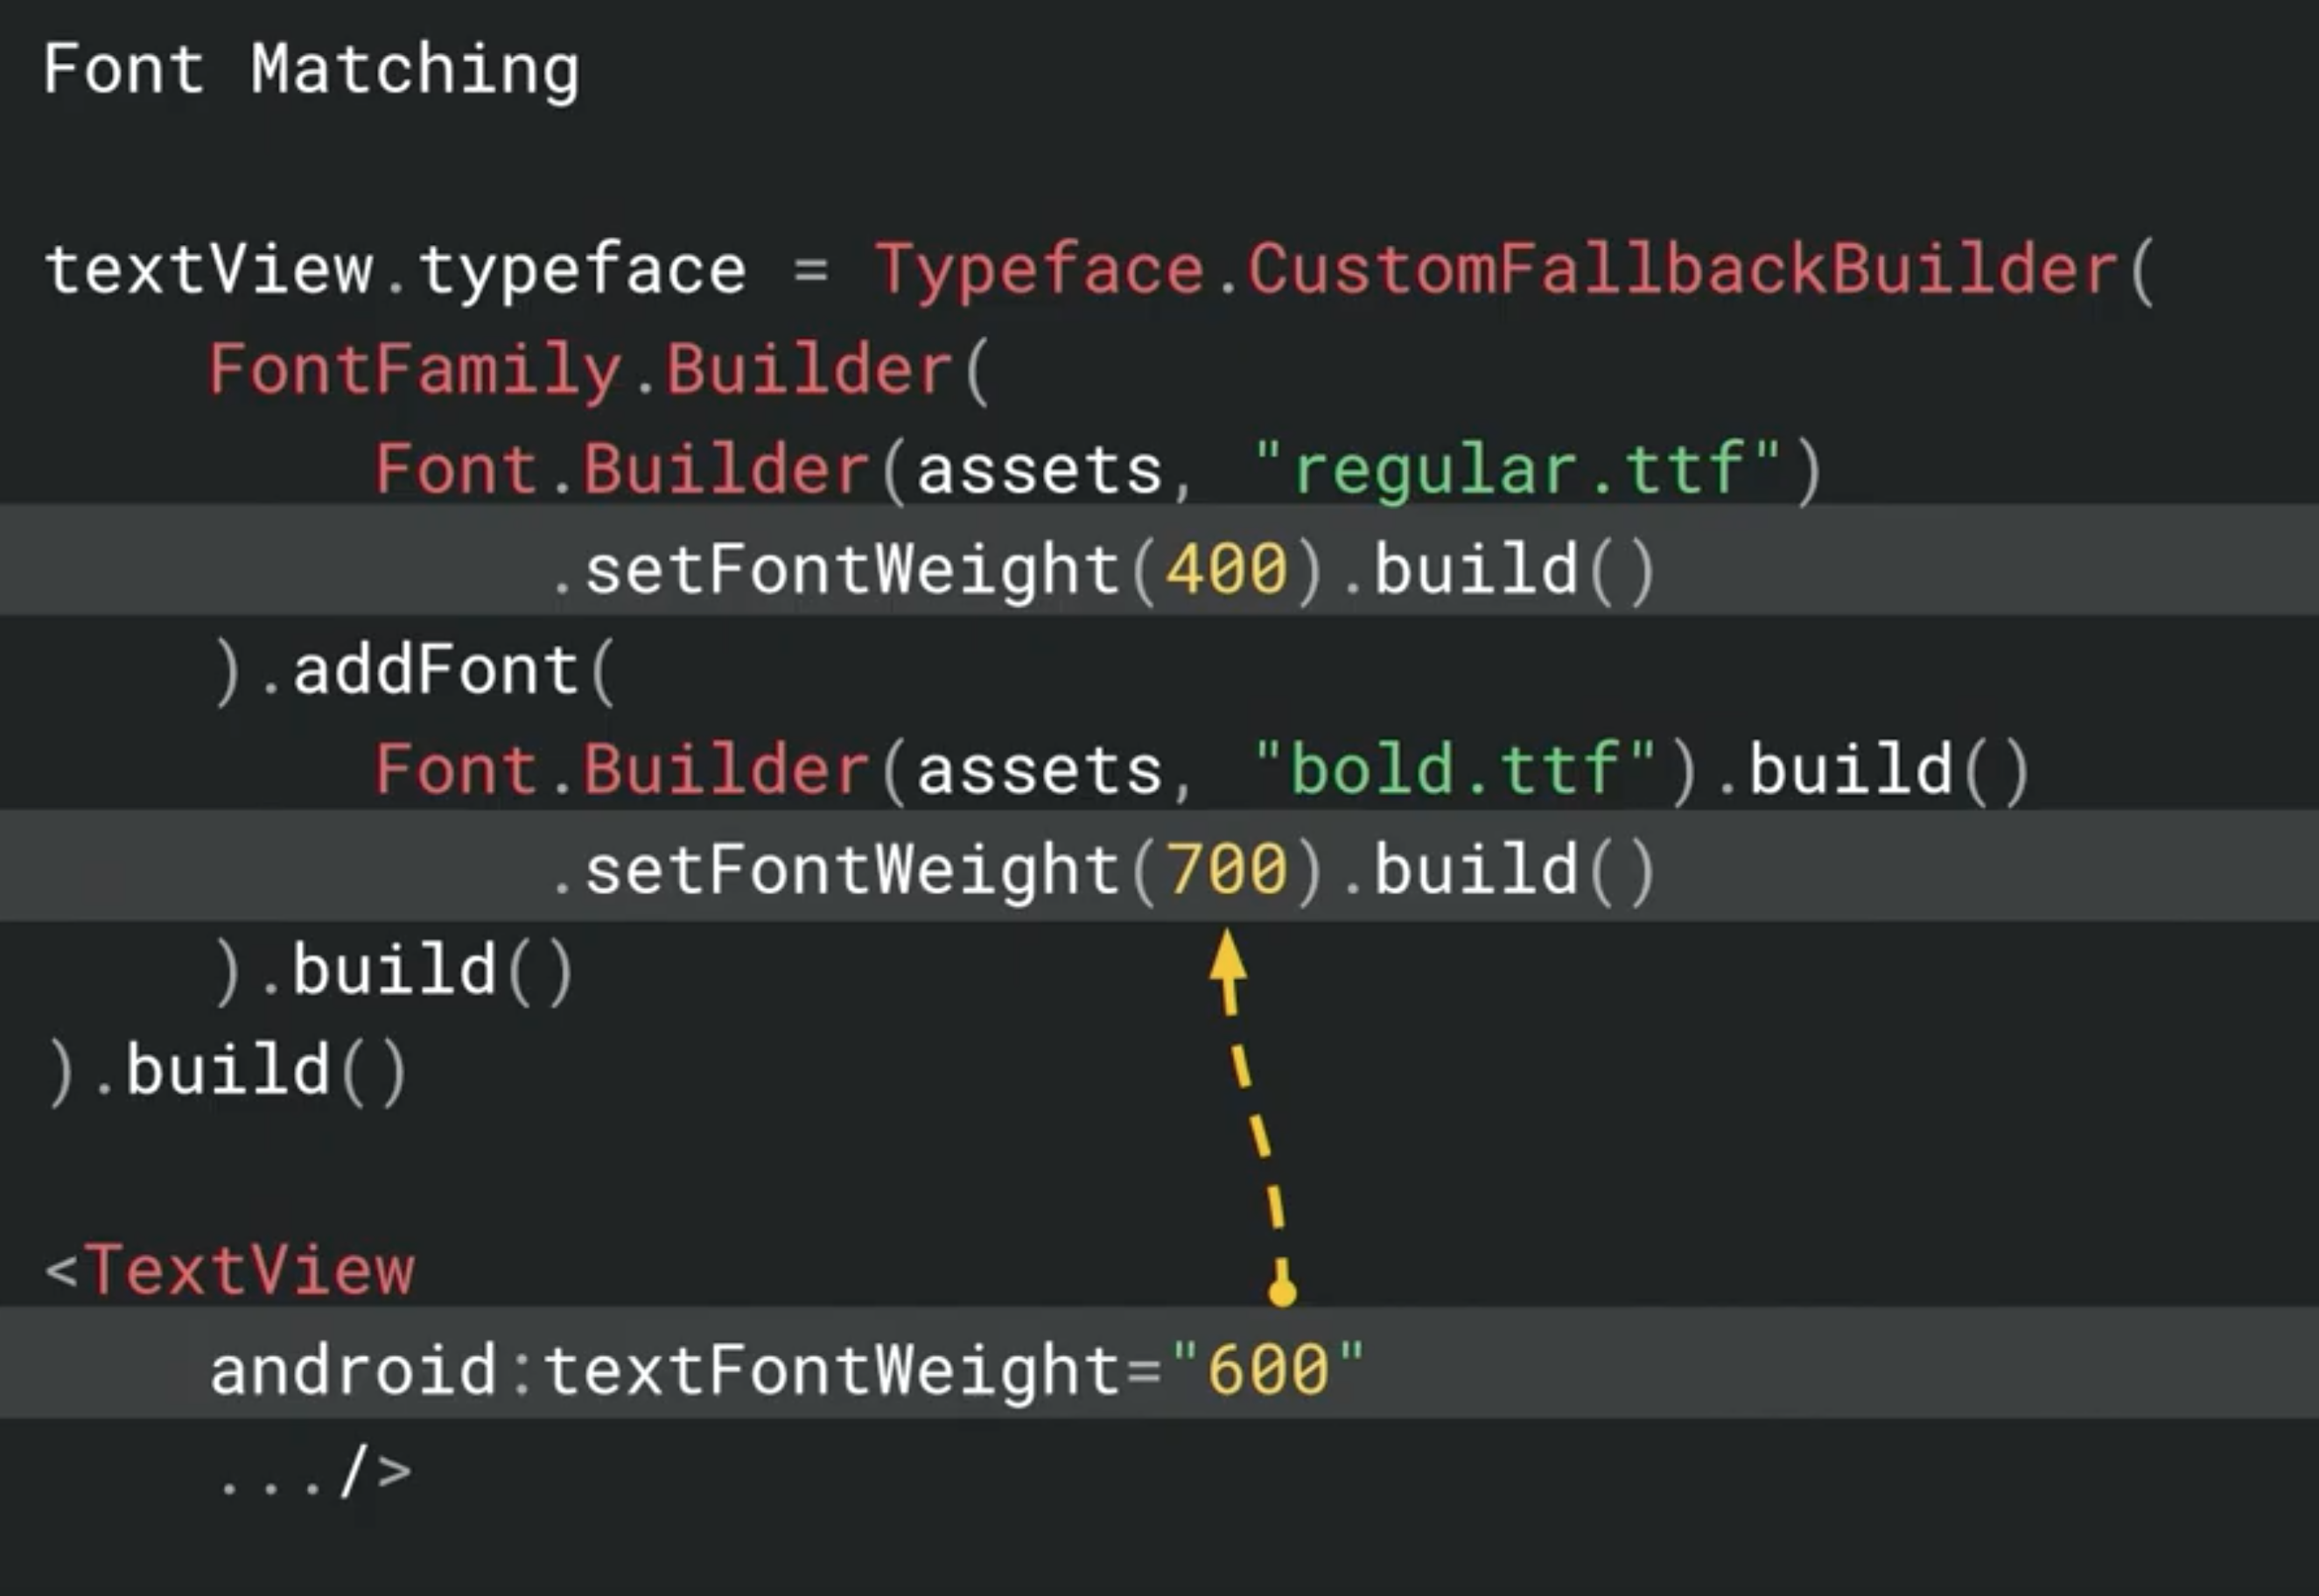 Font Matching
textView.typeface = Typeface.CustomFallbackBuilder(
    FontFamily.Builder(
        Font.Builder(assets, "regular.ttf")
            .setFontWeight(400).build()
    ).addFont(
        Font.Builder(assets, "bold.ttf").build()
            .setFontWeight(700).build()
    ).build()
).build()
<TextView
    android:textFontWeight="600"
    .../>